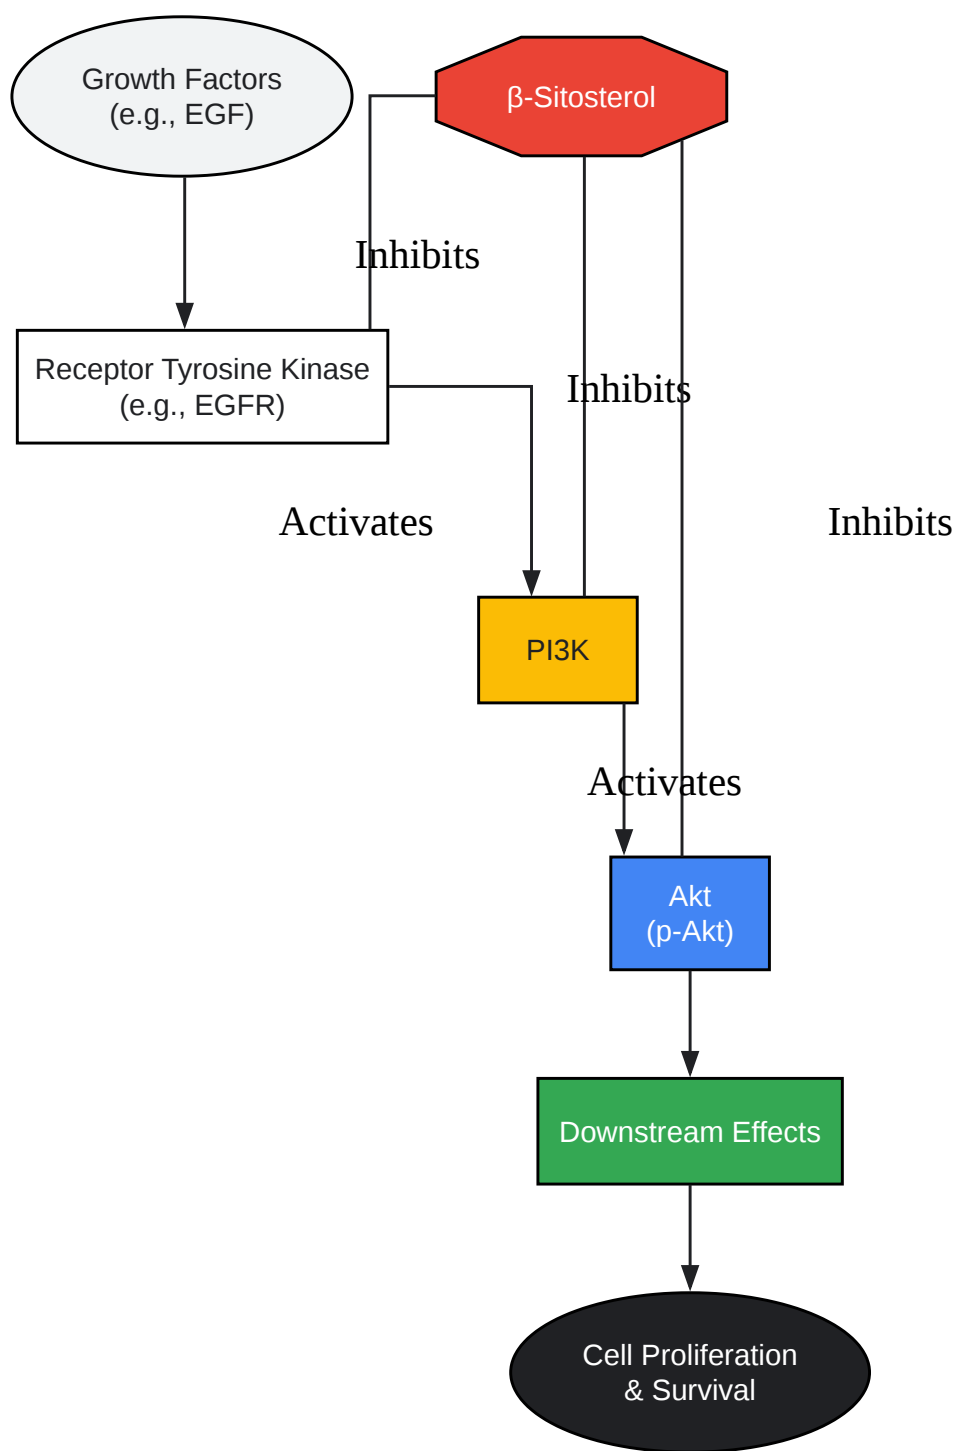 Growth Factors
(e.g., EGF)
β-Sitosterol
Inhibits
Receptor Tyrosine Kinase
(e.g., EGFR)
Inhibits
Activates
Inhibits
PI3K
Activates
Akt
(p-Akt)
Downstream Effects
Cell Proliferation
& Survival